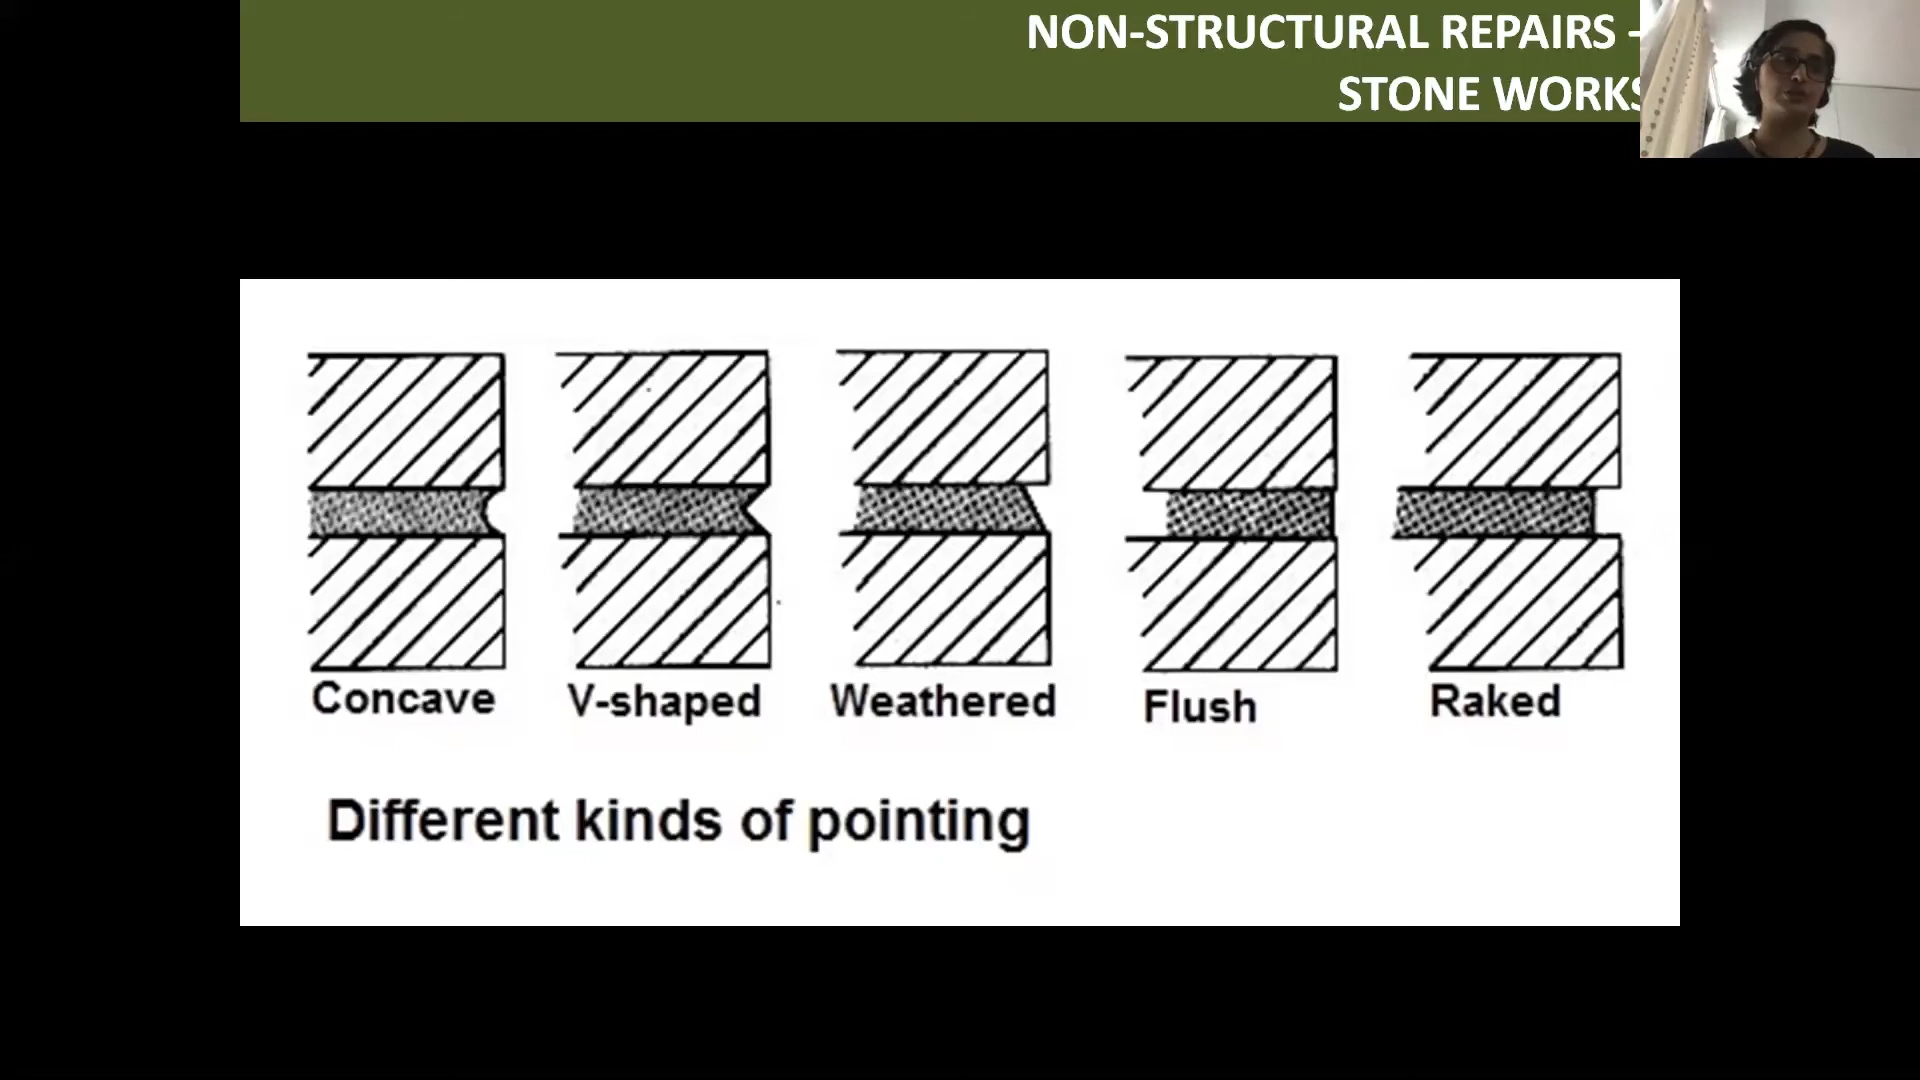 NON-STRUCTURAL REPAIRS -
STONE WORKS
Concave V-shaped Weathered Flush Raked
Different kinds of pointing